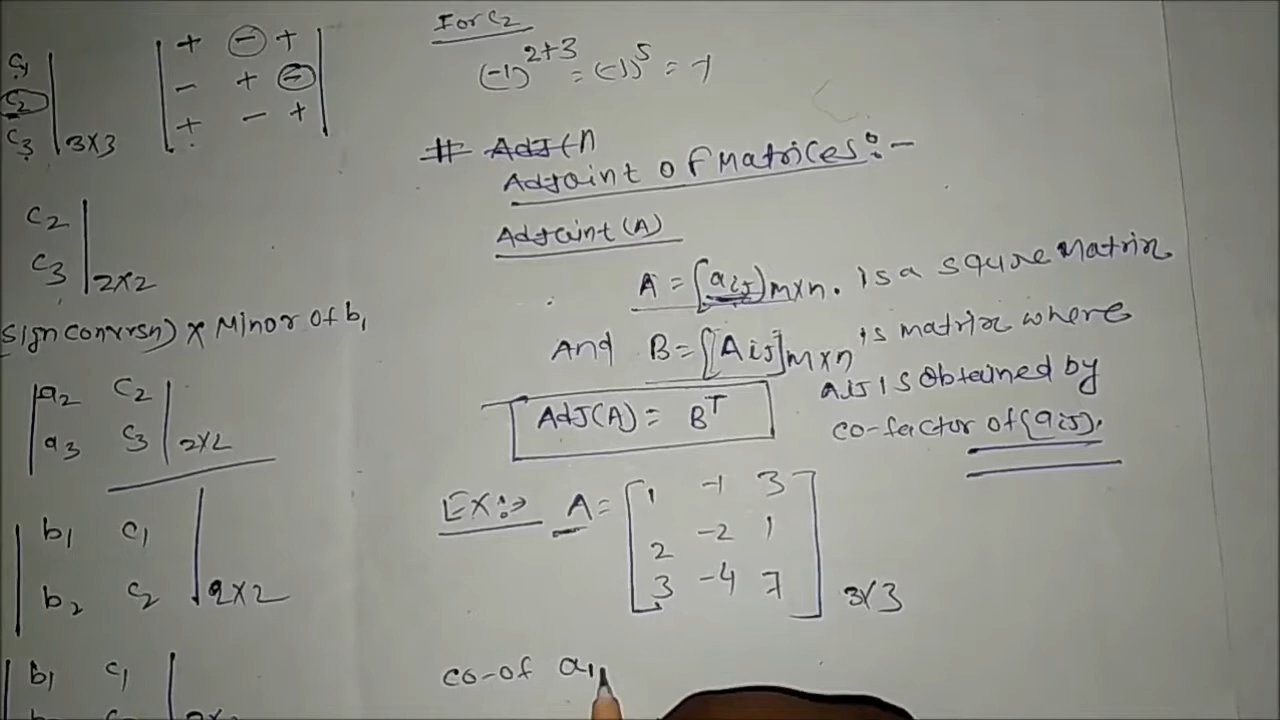 c1
c2
c3 3x3
+ - +
- + -
+ - +
c2
c3 2x2
sign convrsn) x Minor of b1
a2 c2
a3 c3 2x2
b1 c1
b2 c2 2x2
b1 c1
For c2
(-1)^2+3 = (-1)^5 = -1
# Adj(n
Adjoint of Matrices:-
Adjoint (A)
A = [aij]mxn. is a squre Matrix
And B = [Aij]mxn is matrix where
Aij is obtained by
co-factor of (aij).
Adj(A) = B^T
Ex:→ A = [1 -1 3
2 -2 1
3 -4 7] 3x3
co-of a11